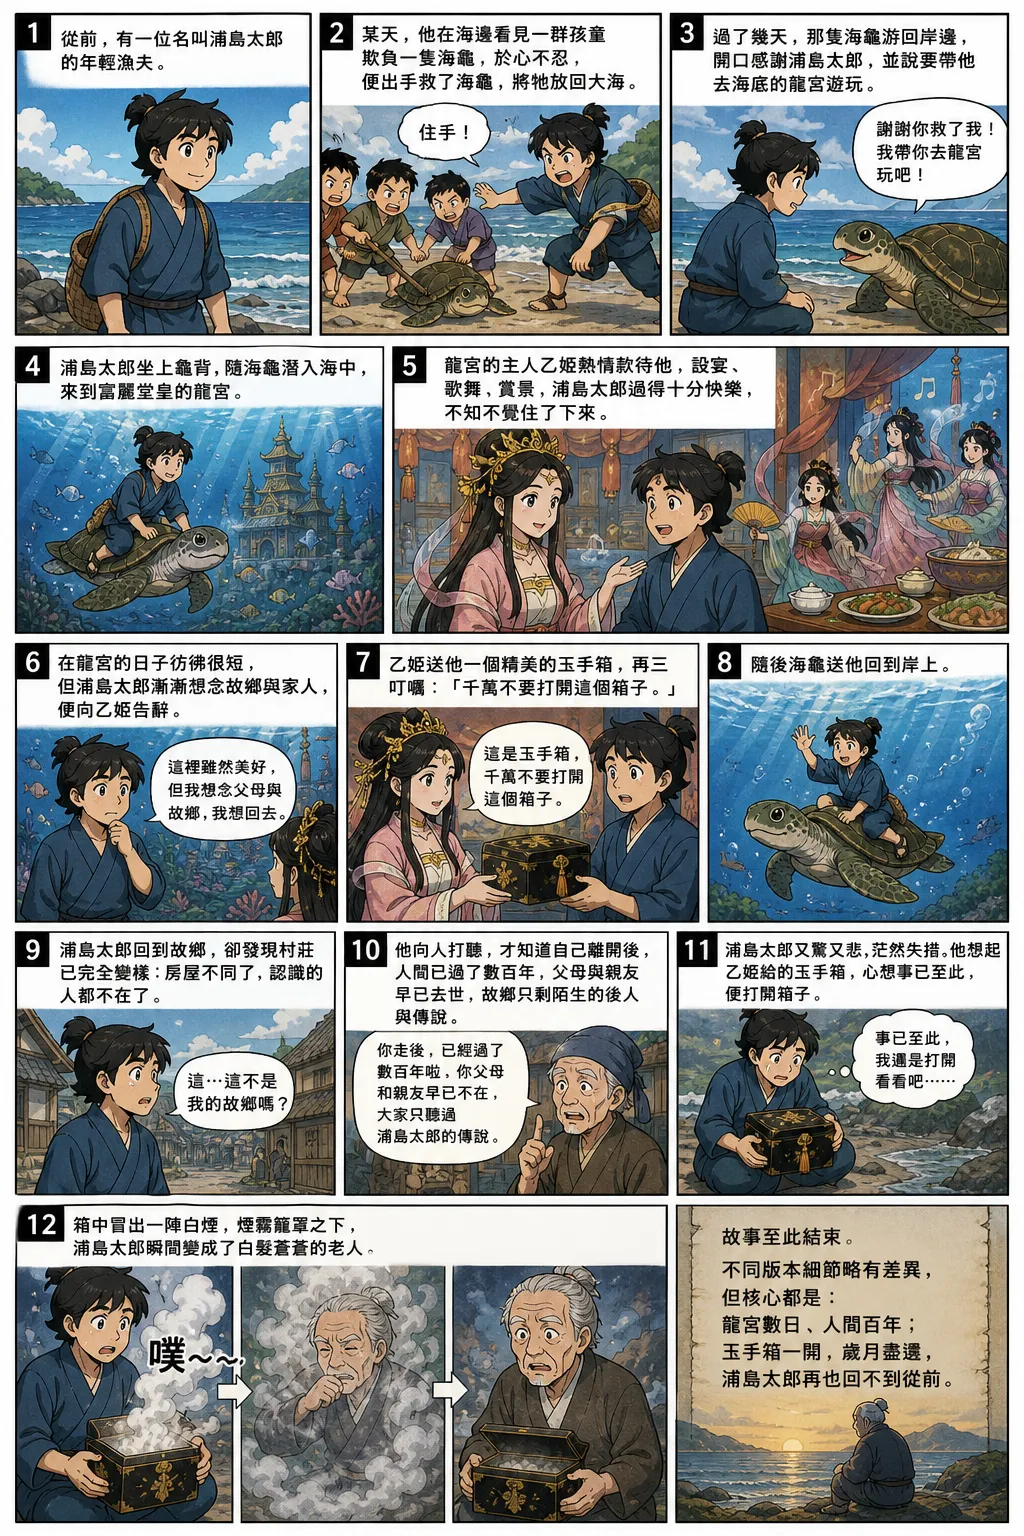 1
從前，有一位名叫浦島太郎
的年輕漁夫。
2
某天，他在海邊看見一群孩童
欺負一隻海龜，於心不忍，
便出手救了海龜，將牠放回大海。
住手！
3
過了幾天，那隻海龜游回岸邊，
開口感謝浦島太郎，並說要帶他
去海底的龍宮遊玩。
謝謝你救了我！
我帶你去龍宮
玩吧！
4
浦島太郎坐上龜背，隨海龜潛入海中，
來到富麗堂皇的龍宮。
5
龍宮的主人乙姬熱情款待他，設宴、
歌舞，賞景，浦島太郎過得十分快樂，
不知不覺住了下來。
6
在龍宮的日子彷彿很短，
但浦島太郎漸漸想念故鄉與家人，
便向乙姬告辭。
這裡雖然美好，
但我想念父母與
故鄉，我想回去。
7
乙姬送他一個精美的玉手箱，再三
叮囑：「千萬不要打開這個箱子。」
這是玉手箱，
千萬不要打開
這個箱子。
8
隨後海龜送他回到岸上。
9
浦島太郎回到故鄉，卻發現村莊
已完全變樣：房屋不同了，認識的
人都不在了。
這⋯這不是
我的故鄉嗎？
10
他向人打聽，才知道自己離開後，
人間已過了數百年，父母與親友
早已去世，故鄉只剩陌生的後人
與傳說。
你走後，已經過了
數百年啦，你父母
和親友早已不在，
大家只聽過
浦島太郎的傳說。
11
浦島太郎又驚又悲，茫然失措。他想起
乙姬給的玉手箱，心想事已至此，
便打開箱子。
事已至此，
我還是打開
看看吧⋯⋯
12
箱中冒出一陣白煙，煙霧籠罩之下，
浦島太郎瞬間變成了白髮蒼蒼的老人。
噗～～
故事至此結束。
不同版本細節略有差異，
但核心都是：
龍宮數日、人間百年；
玉手箱一開，歲月盡還，
浦島太郎再也回不到從前。